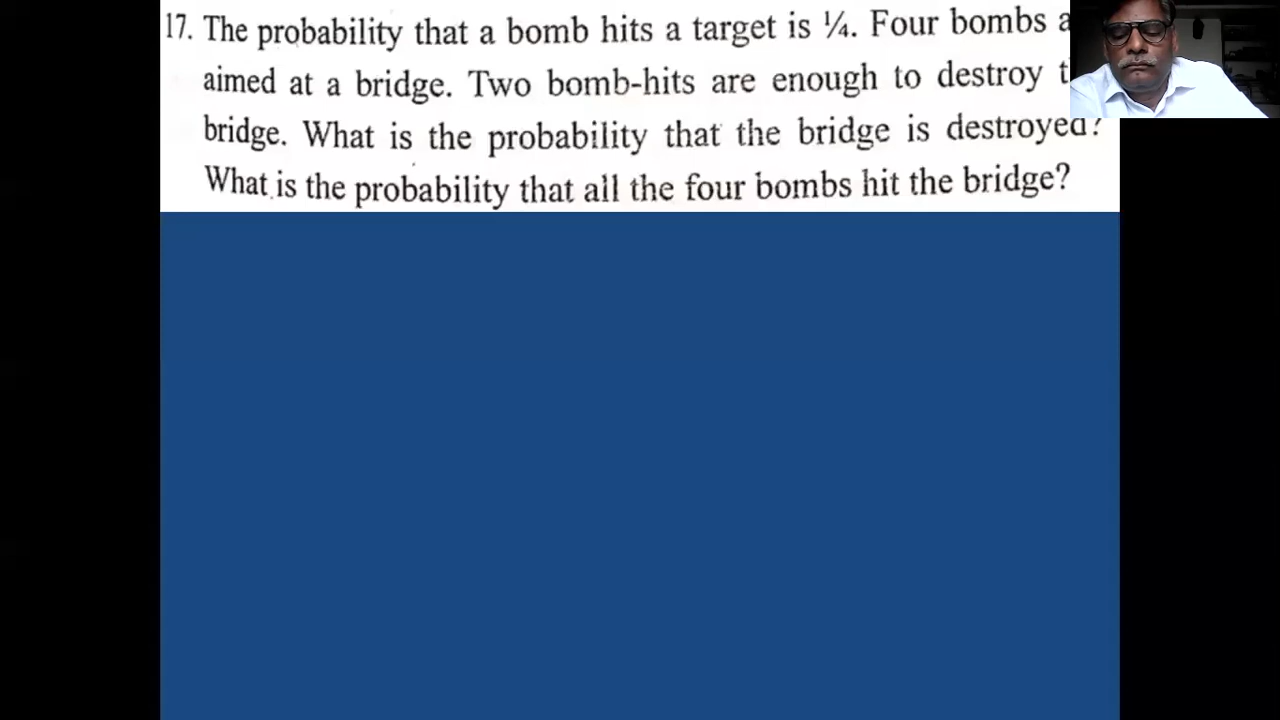 17. The probability that a bomb hits a target is ¼. Four bombs
aimed at a bridge. Two bomb-hits are enough to destroy
bridge. What is the probability that the bridge is destroyed?
What is the probability that all the four bombs hit the bridge?